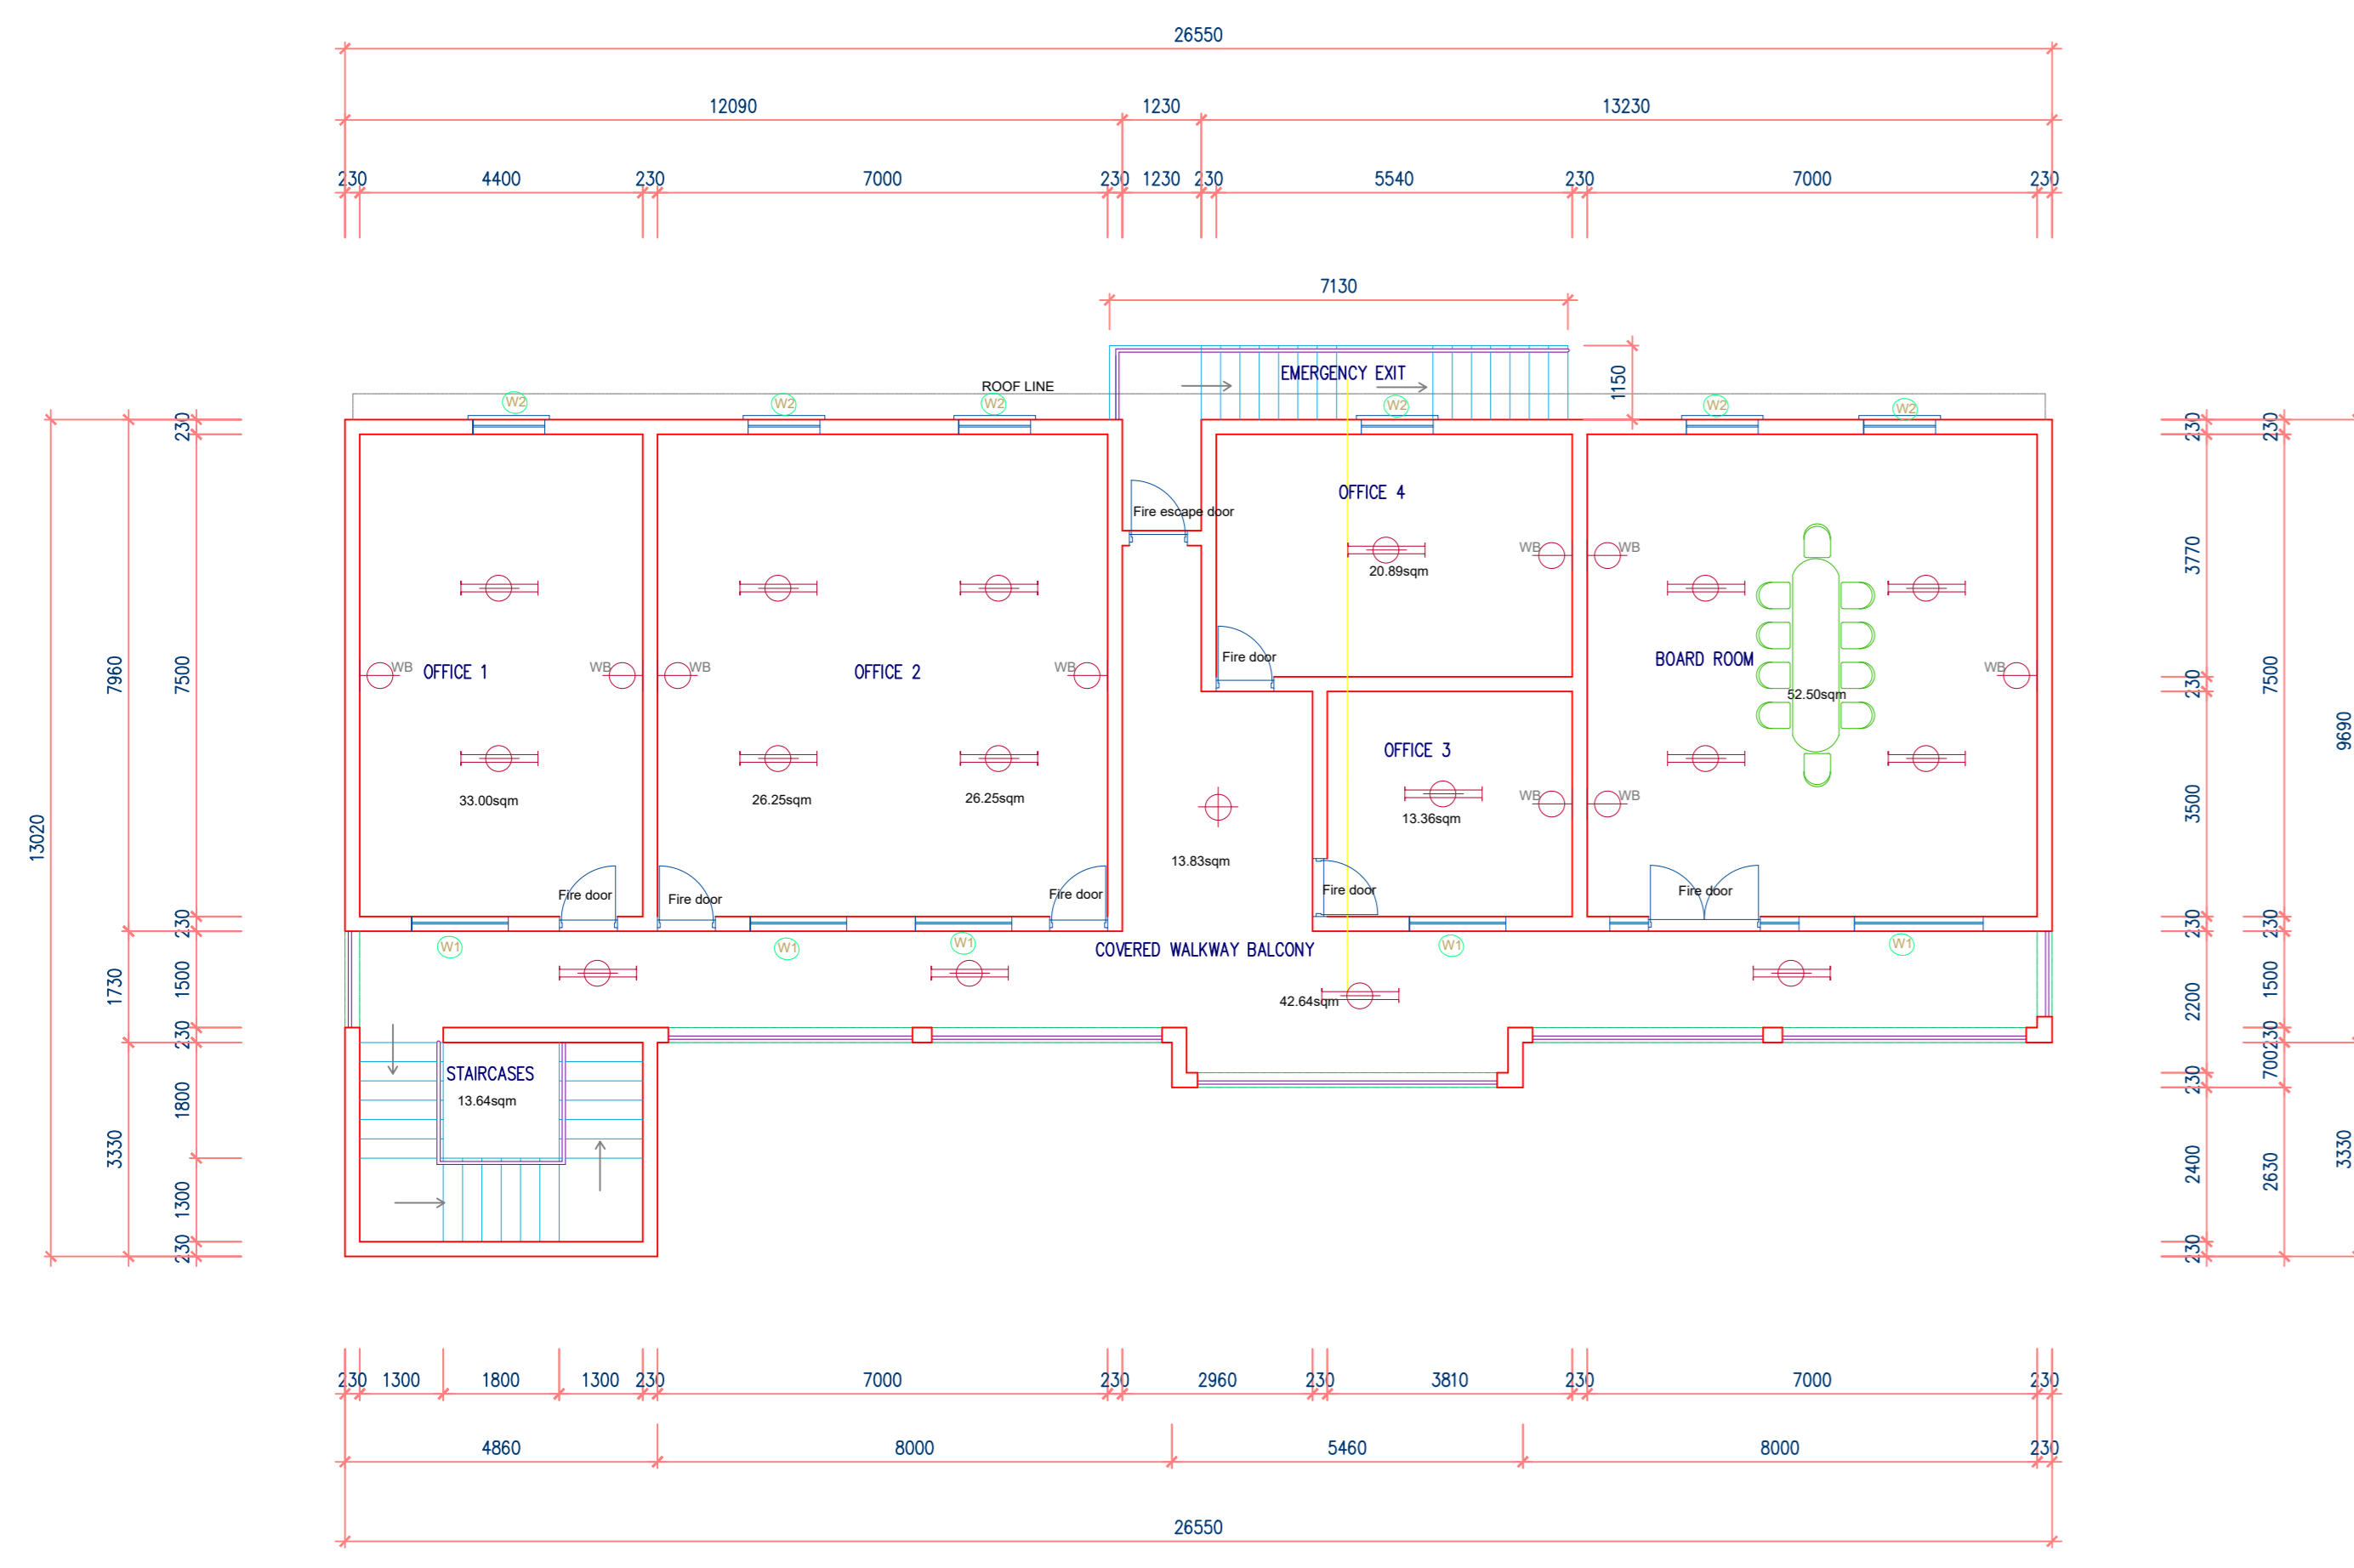 26550
12090 1230 13230
230 4400 230 7000 230 1230 230 5540 230 7000 230
7130
1150
EMERGENCY EXIT
ROOF LINE
W2 W2 W2 W2 W2 W2
OFFICE 4
Fire escape door
20.89sqm
WB WB
Fire door
BOARD ROOM
52.50sqm
WB OFFICE 1 WB WB OFFICE 2 WB WB
OFFICE 3
33.00sqm 26.25sqm 26.25sqm
WB WB
13.36sqm
13.83sqm
Fire door Fire door Fire door Fire door Fire door
W1 W1 W1 W1 W1
COVERED WALKWAY BALCONY
42.64sqm
STAIRCASES
13.64sqm
13020
7960 1730 3330
230 7500 230 1500 230 1800 1300 230
230 3770 230 3500 230 2200 230 2400 230
230 7500 230 1500 230 700 2630
9690 3330
230 1300 1800 1300 230 7000 230 2960 230 3810 230 7000 230
4860 8000 5460 8000 230
26550